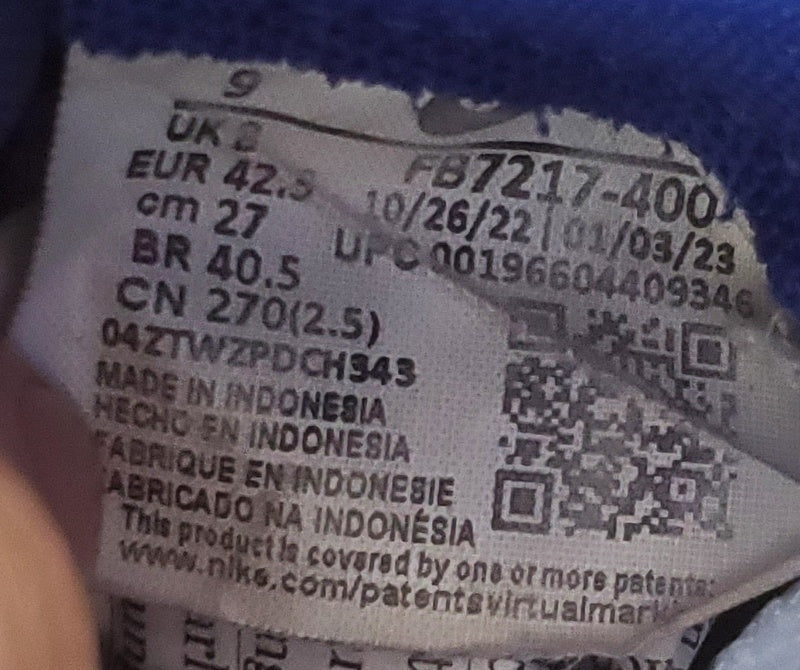 9
UK 8
EUR 42.5
cm 27
BR 40.5
CN 270(2.5)
FB7217-400
10/26/22 | 01/03/23
UPC 00196604409346
04ZTWZPDCH343
MADE IN INDONESIA
HECHO EN INDONESIA
FABRIQUE EN INDONESIE
FABRICADO NA INDONÉSIA
This product is covered by one or more patents:
www.nike.com/patentsvirtualmark